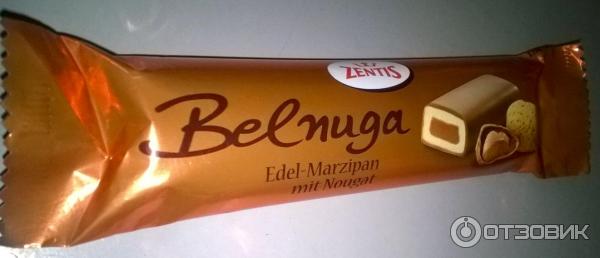 ZENTIS
Belnuga
Edel-Marzipan
mit Nougat
ОТЗОВИК